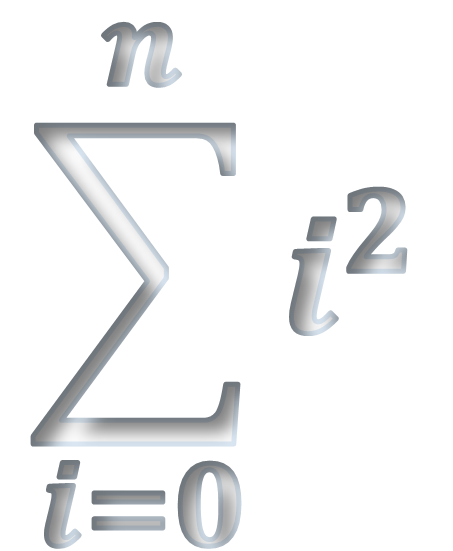 n
∑ i²
i=0